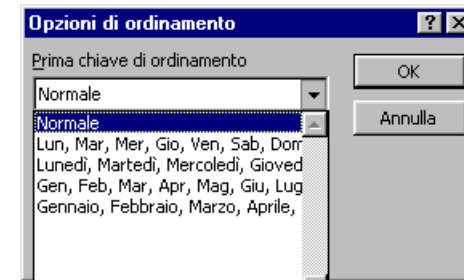 Opzioni di ordinamento
Prima chiave di ordinamento
OK
Normale
Annulla
Normale
Lun, Mar, Mer, Gio, Ven, Sab, Dom
Lunedì, Martedì, Mercoledì, Gioved
Gen, Feb, Mar, Apr, Mag, Giu, Lug
Gennaio, Febbraio, Marzo, Aprile,